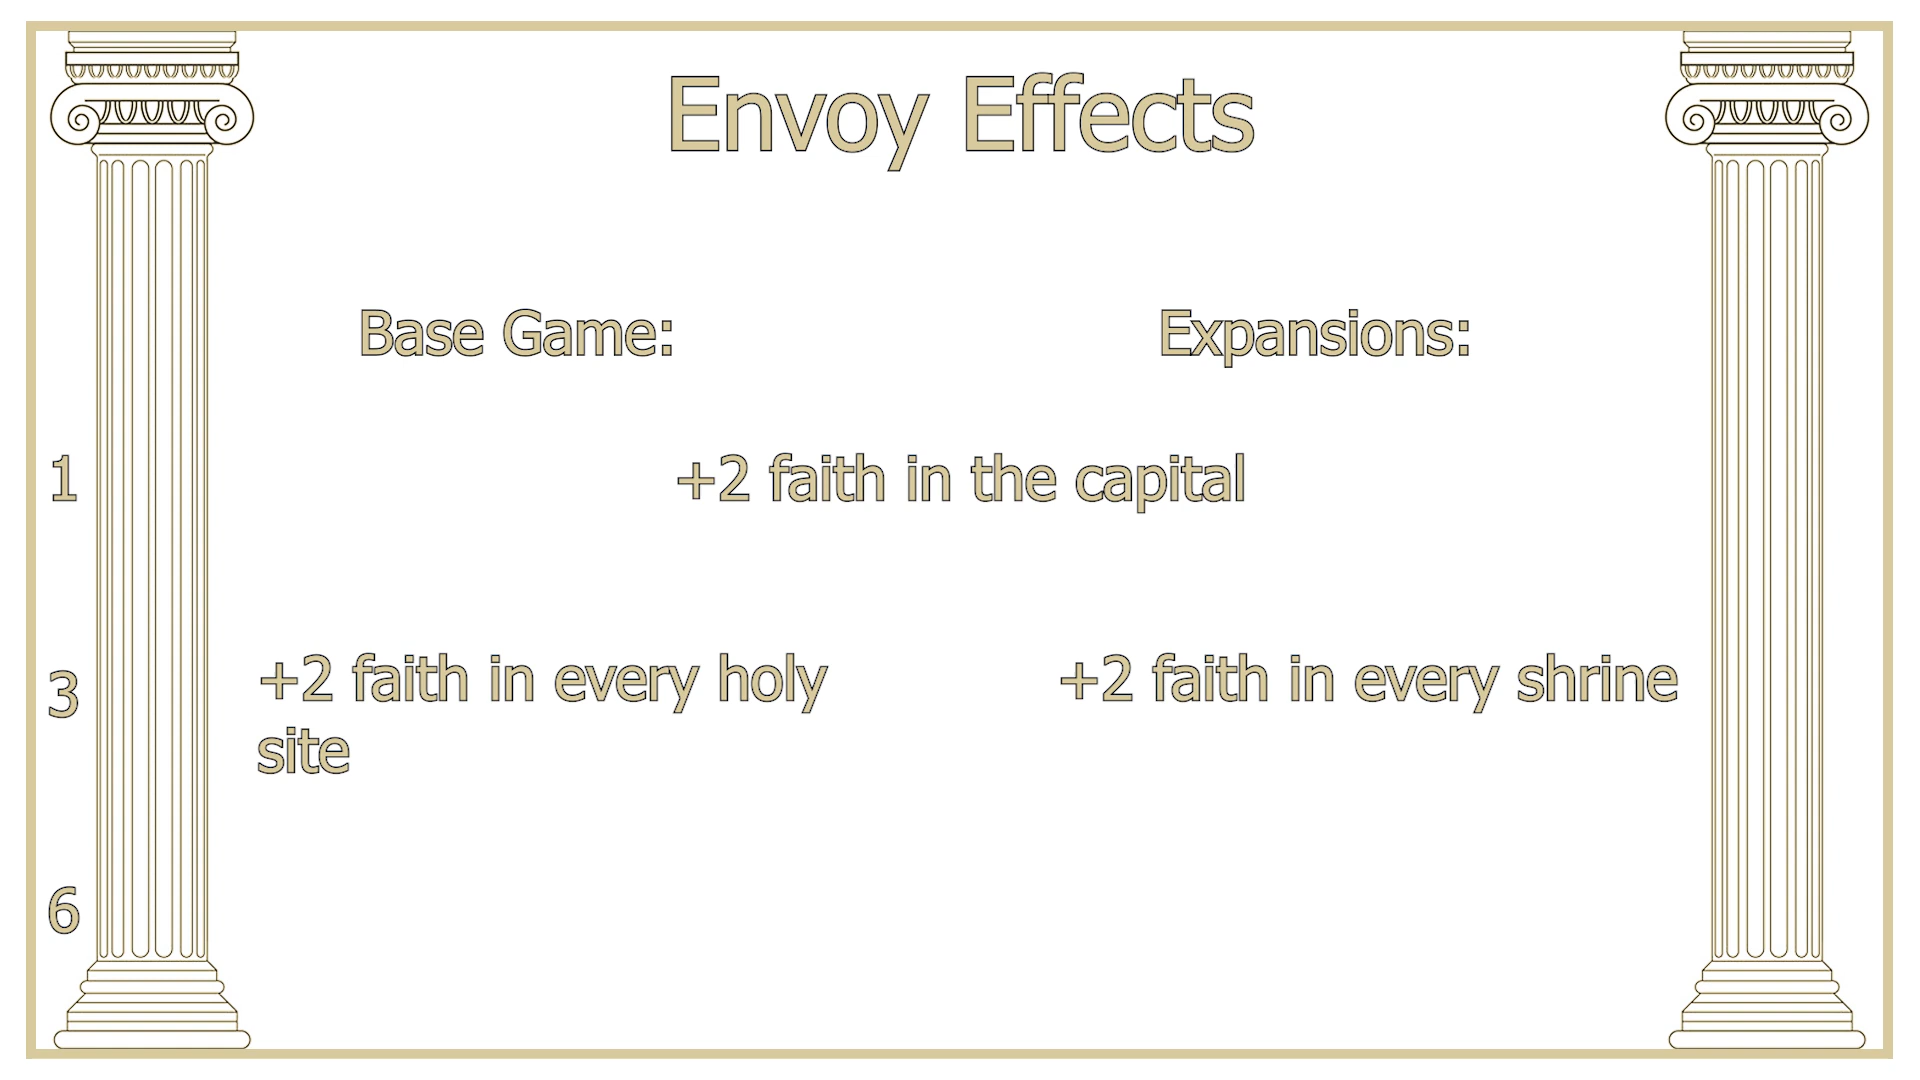 Envoy Effects
Base Game:
Expansions:
1
+2 faith in the capital
3
+2 faith in every holy
site
+2 faith in every shrine
6